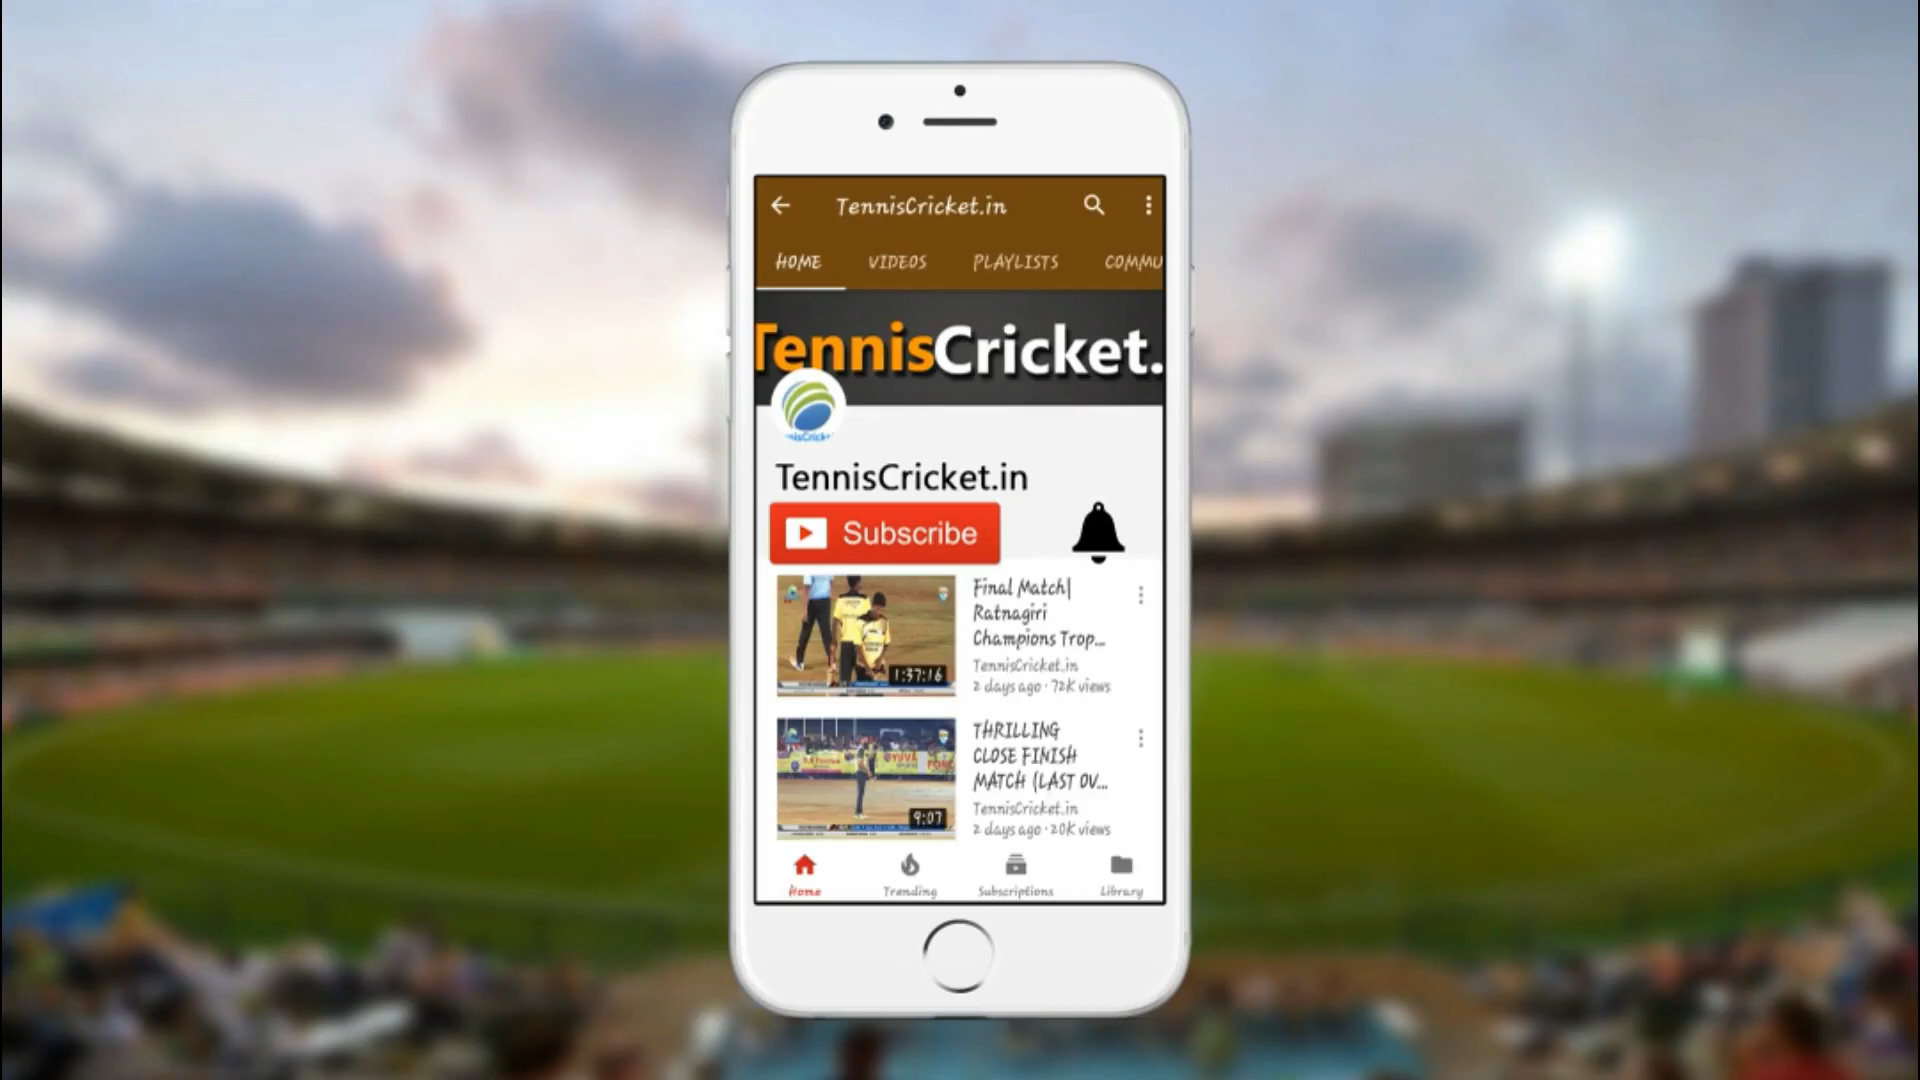 TennisCricket.in
HOME VIDEOS PLAYLISTS COMMU
TennisCricket.
TennisCricket.in
Subscribe
Final Match|
Ratnagiri
Champions Trop...
TennisCricket.in
2 days ago · 72K views
1:37:16
THRILLING
CLOSE FINISH
MATCH (LAST OV...
TennisCricket.in
2 days ago · 20K views
9:07
Home Trending Subscriptions Library